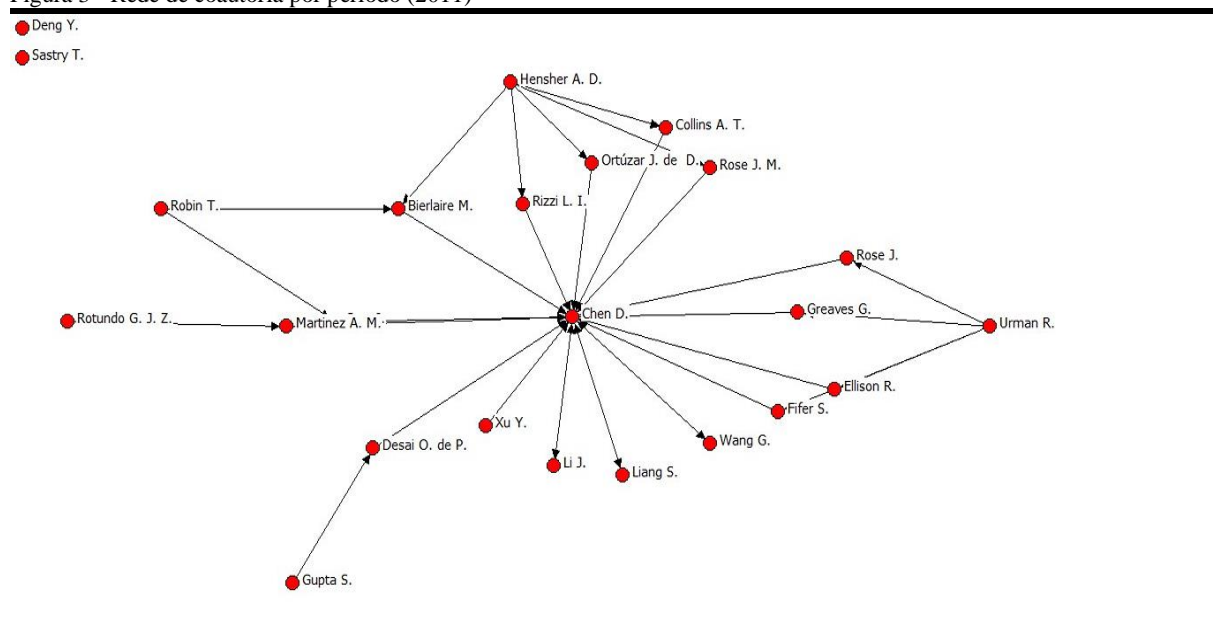 Figura 5 - Rede de coautoria por período (2011)
Deng Y.
Sastry T.
Hensher A. D.
Collins A. T.
Ortúzar J. de D.
Rose J. M.
Rizzi L. I.
Robin T.
Bierlaire M.
Rose J.
Greaves G.
Chen D.
Rotundo G. J. Z.
Martinez A. M.
Urman R.
Ellison R.
Fifer S.
Xu Y.
Wang G.
Desai O. de P.
Li J.
Liang S.
Gupta S.